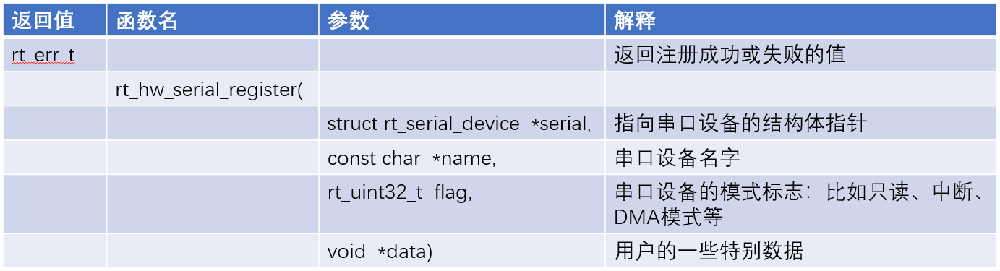 返回值 函数名 参数 解释
rt_err_t 返回注册成功或失败的值
rt_hw_serial_register(
struct rt_serial_device *serial, 指向串口设备的结构体指针
const char *name, 串口设备名字
rt_uint32_t flag, 串口设备的模式标志：比如只读、中断、
DMA模式等
void *data) 用户的一些特别数据